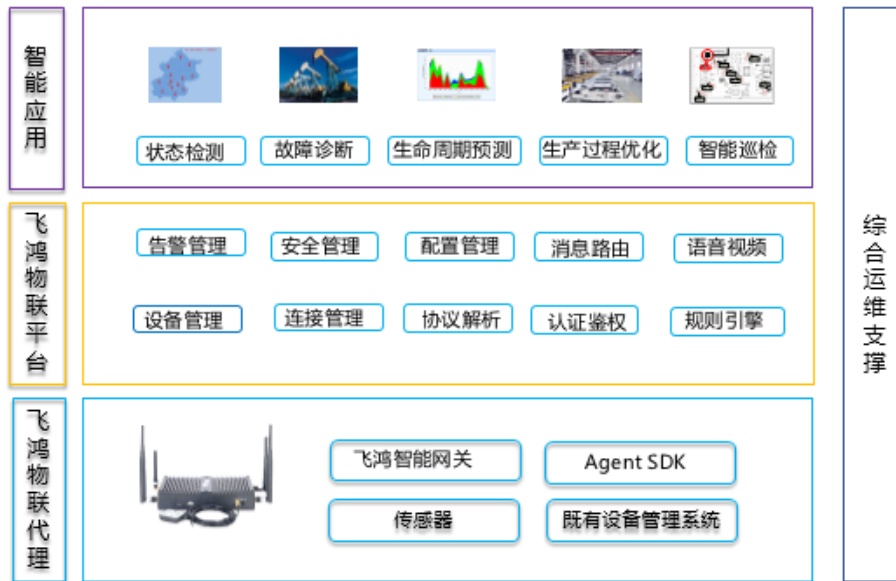 智能应用
状态检测
故障诊断
生命周期预测
生产过程优化
智能巡检
飞鸿物联平台
告警管理
安全管理
配置管理
消息路由
语音视频
设备管理
连接管理
协议解析
认证鉴权
规则引擎
飞鸿物联代理
飞鸿智能网关
Agent SDK
传感器
既有设备管理系统
综合运维支撑